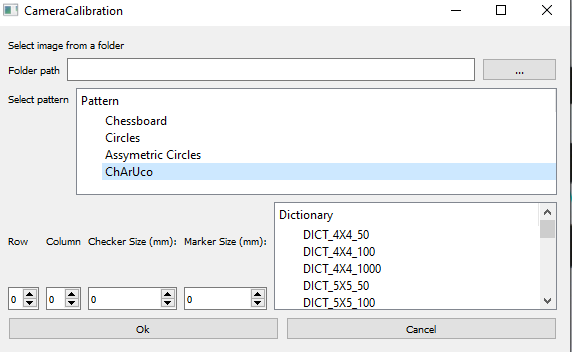 CameraCalibration
Select image from a folder
Folder path
...
Select pattern
Pattern
Chessboard
Circles
Assymetric Circles
ChArUco
Row Column Checker Size (mm): Marker Size (mm):
0 0 0 0
Dictionary
DICT_4X4_50
DICT_4X4_100
DICT_4X4_1000
DICT_5X5_50
DICT_5X5_100
Ok Cancel